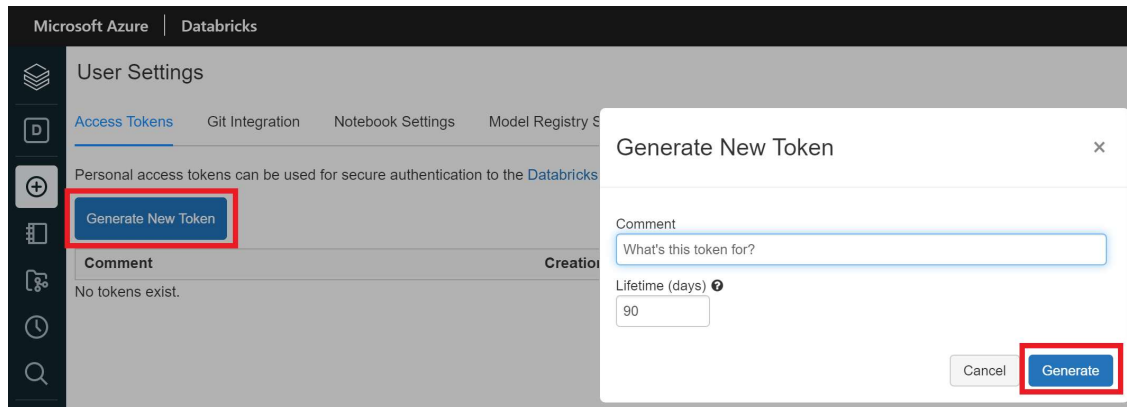 Microsoft Azure Databricks
User Settings
Access Tokens Git Integration Notebook Settings Model Registry S
Personal access tokens can be used for secure authentication to the Databricks
Generate New Token
Comment Creation
No tokens exist.
D
Generate New Token ×
Comment
What's this token for?
Lifetime (days) ?
90
Cancel Generate